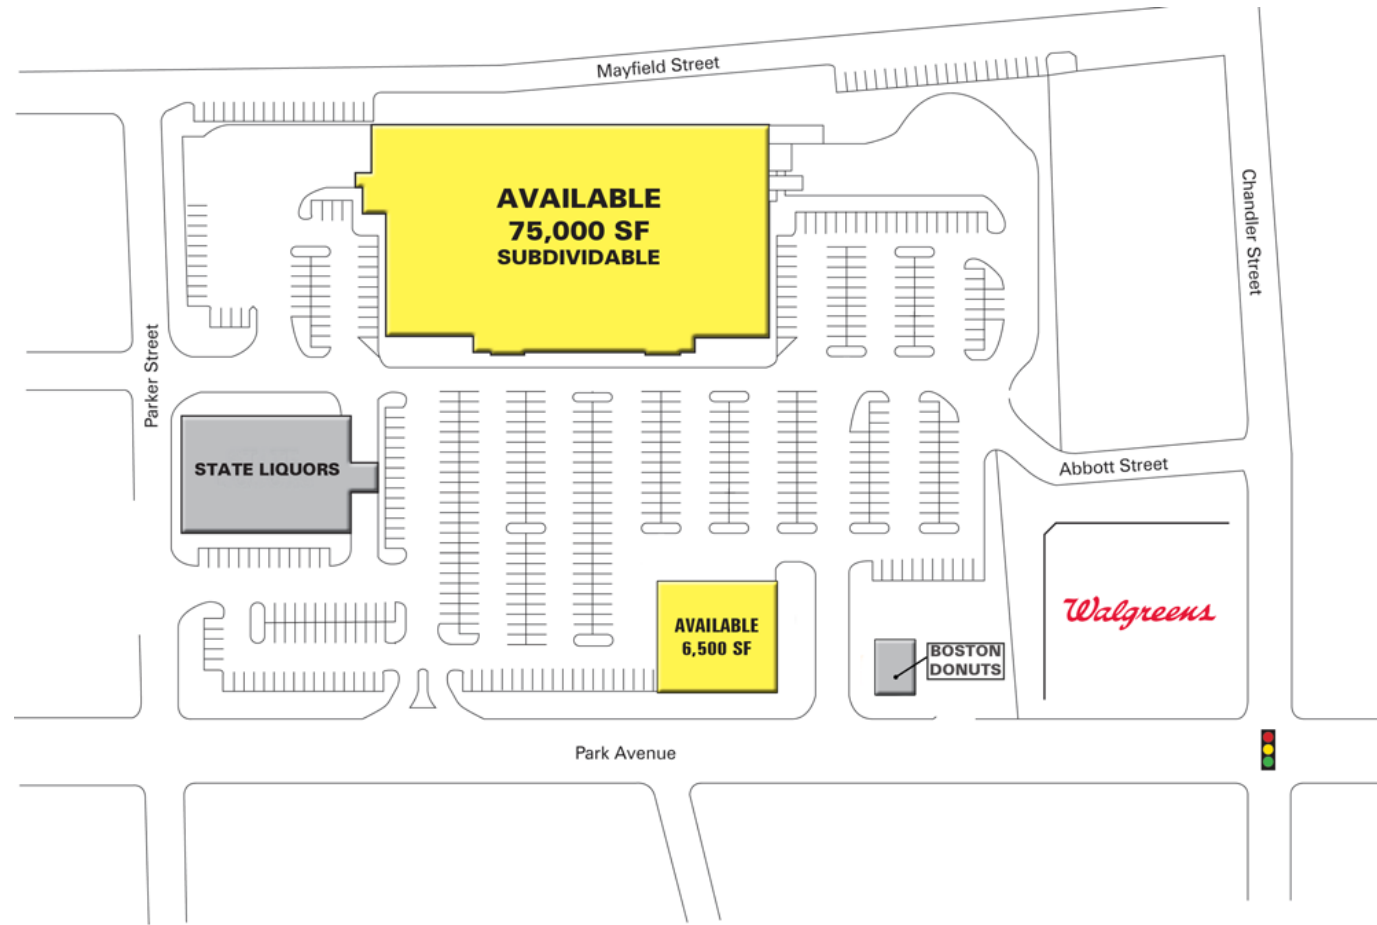 Mayfield Street
AVAILABLE
75,000 SF
SUBDIVIDABLE
Chandler Street
Parker Street
STATE LIQUORS
Abbott Street
Walgreens
AVAILABLE
6,500 SF
BOSTON
DONUTS
Park Avenue